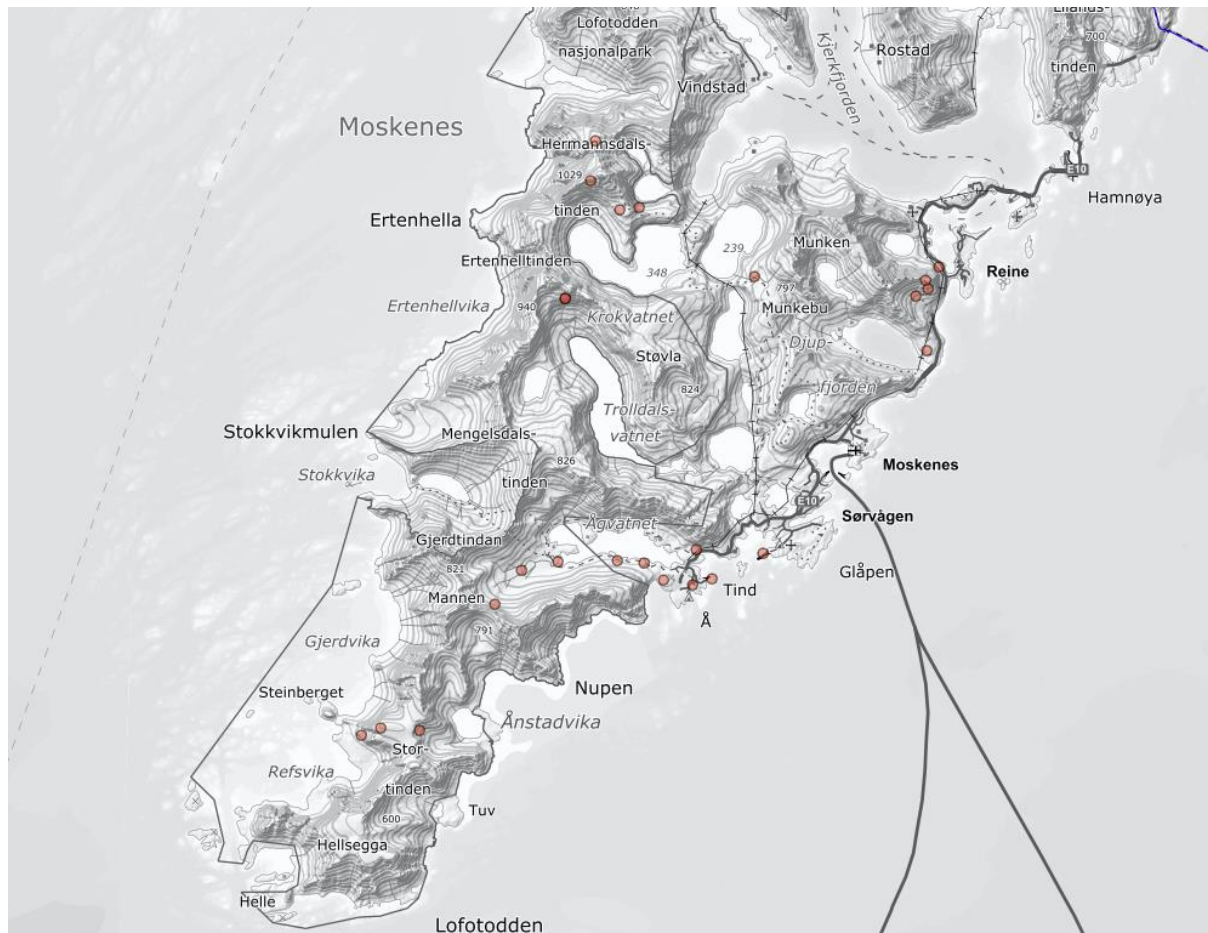 Lofotodden
nasjonalpark
Rostad
700
tinden
Kjerkfjorden
Vindstad
Moskenes
Hermannsdals-
1029
tinden
E10
Hamnøya
Ertenhella
Munken
239
Ertenhelltinden
348
Reine
797
Munkebu
Ertenhellvika
940
Krokvatnet
Djup-
fjorden
Støvla
824
Trolldals-
vatnet
Stokkvikmulen
Mengelsdals-
826
tinden
Stokkvika
Moskenes
E10
Sørvågen
Ågvatnet
Gjerdtindan
821
Glåpen
Mannen
Tind
Å
791
Gjerdvika
Nupen
Steinberget
Ånstadvika
Stor-
tinden
Refsvika
Tuv
600
Hellsegga
Helle
Lofotodden